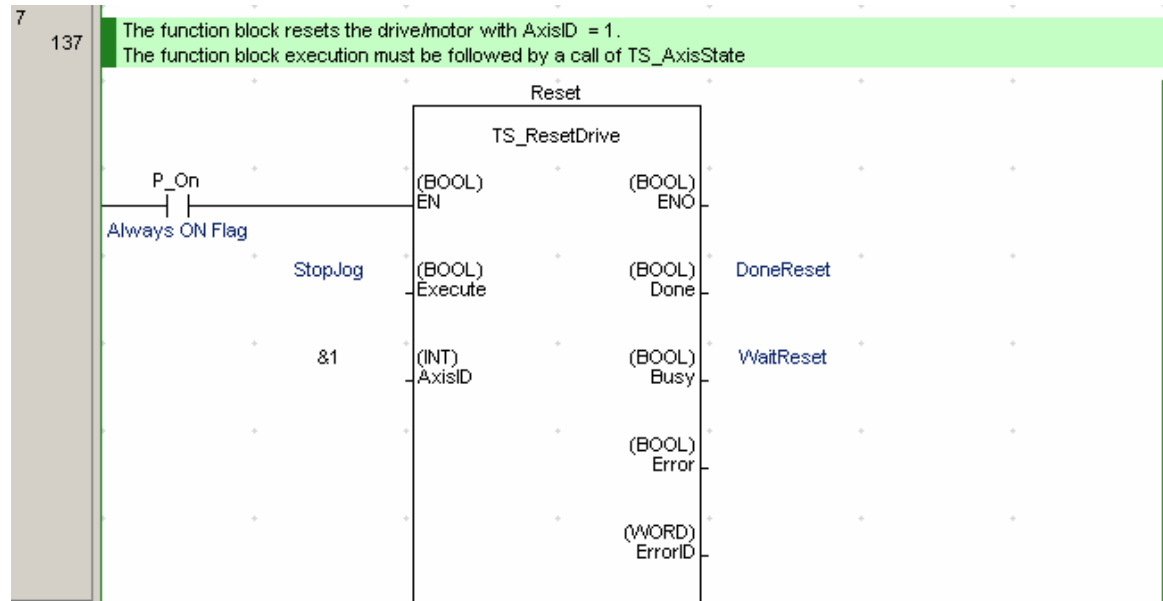 7
137
The function block resets the drive/motor with AxisID = 1.
The function block execution must be followed by a call of TS_AxisState
Reset
TS_ResetDrive
P_On
(BOOL)
EN
(BOOL)
ENO
Always ON Flag
StopJog
(BOOL)
Execute
(BOOL)
Done
DoneReset
&1
(INT)
AxisID
(BOOL)
Busy
WaitReset
(BOOL)
Error
(WORD)
ErrorID